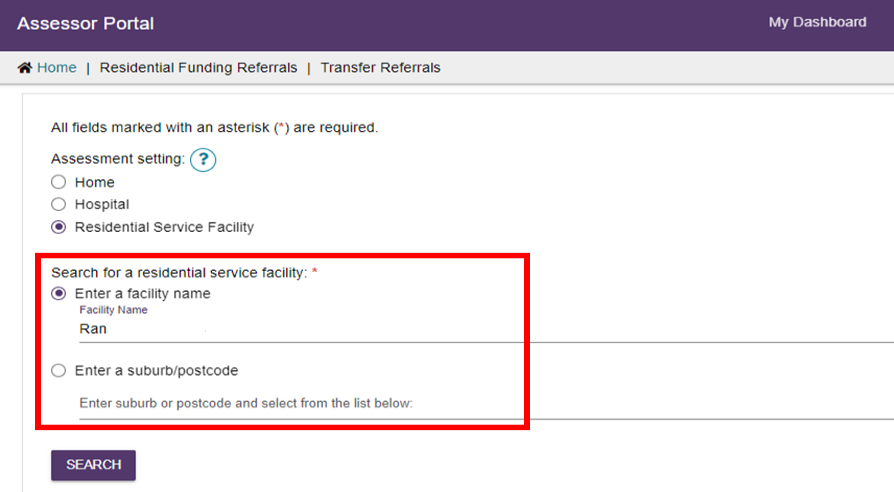 Assessor Portal My Dashboard
Home | Residential Funding Referrals | Transfer Referrals
All fields marked with an asterisk (*) are required.
Assessment setting: ?
Home
Hospital
Residential Service Facility
Search for a residential service facility: *
Enter a facility name
Facility Name
Ran
Enter a suburb/postcode
Enter suburb or postcode and select from the list below:
SEARCH